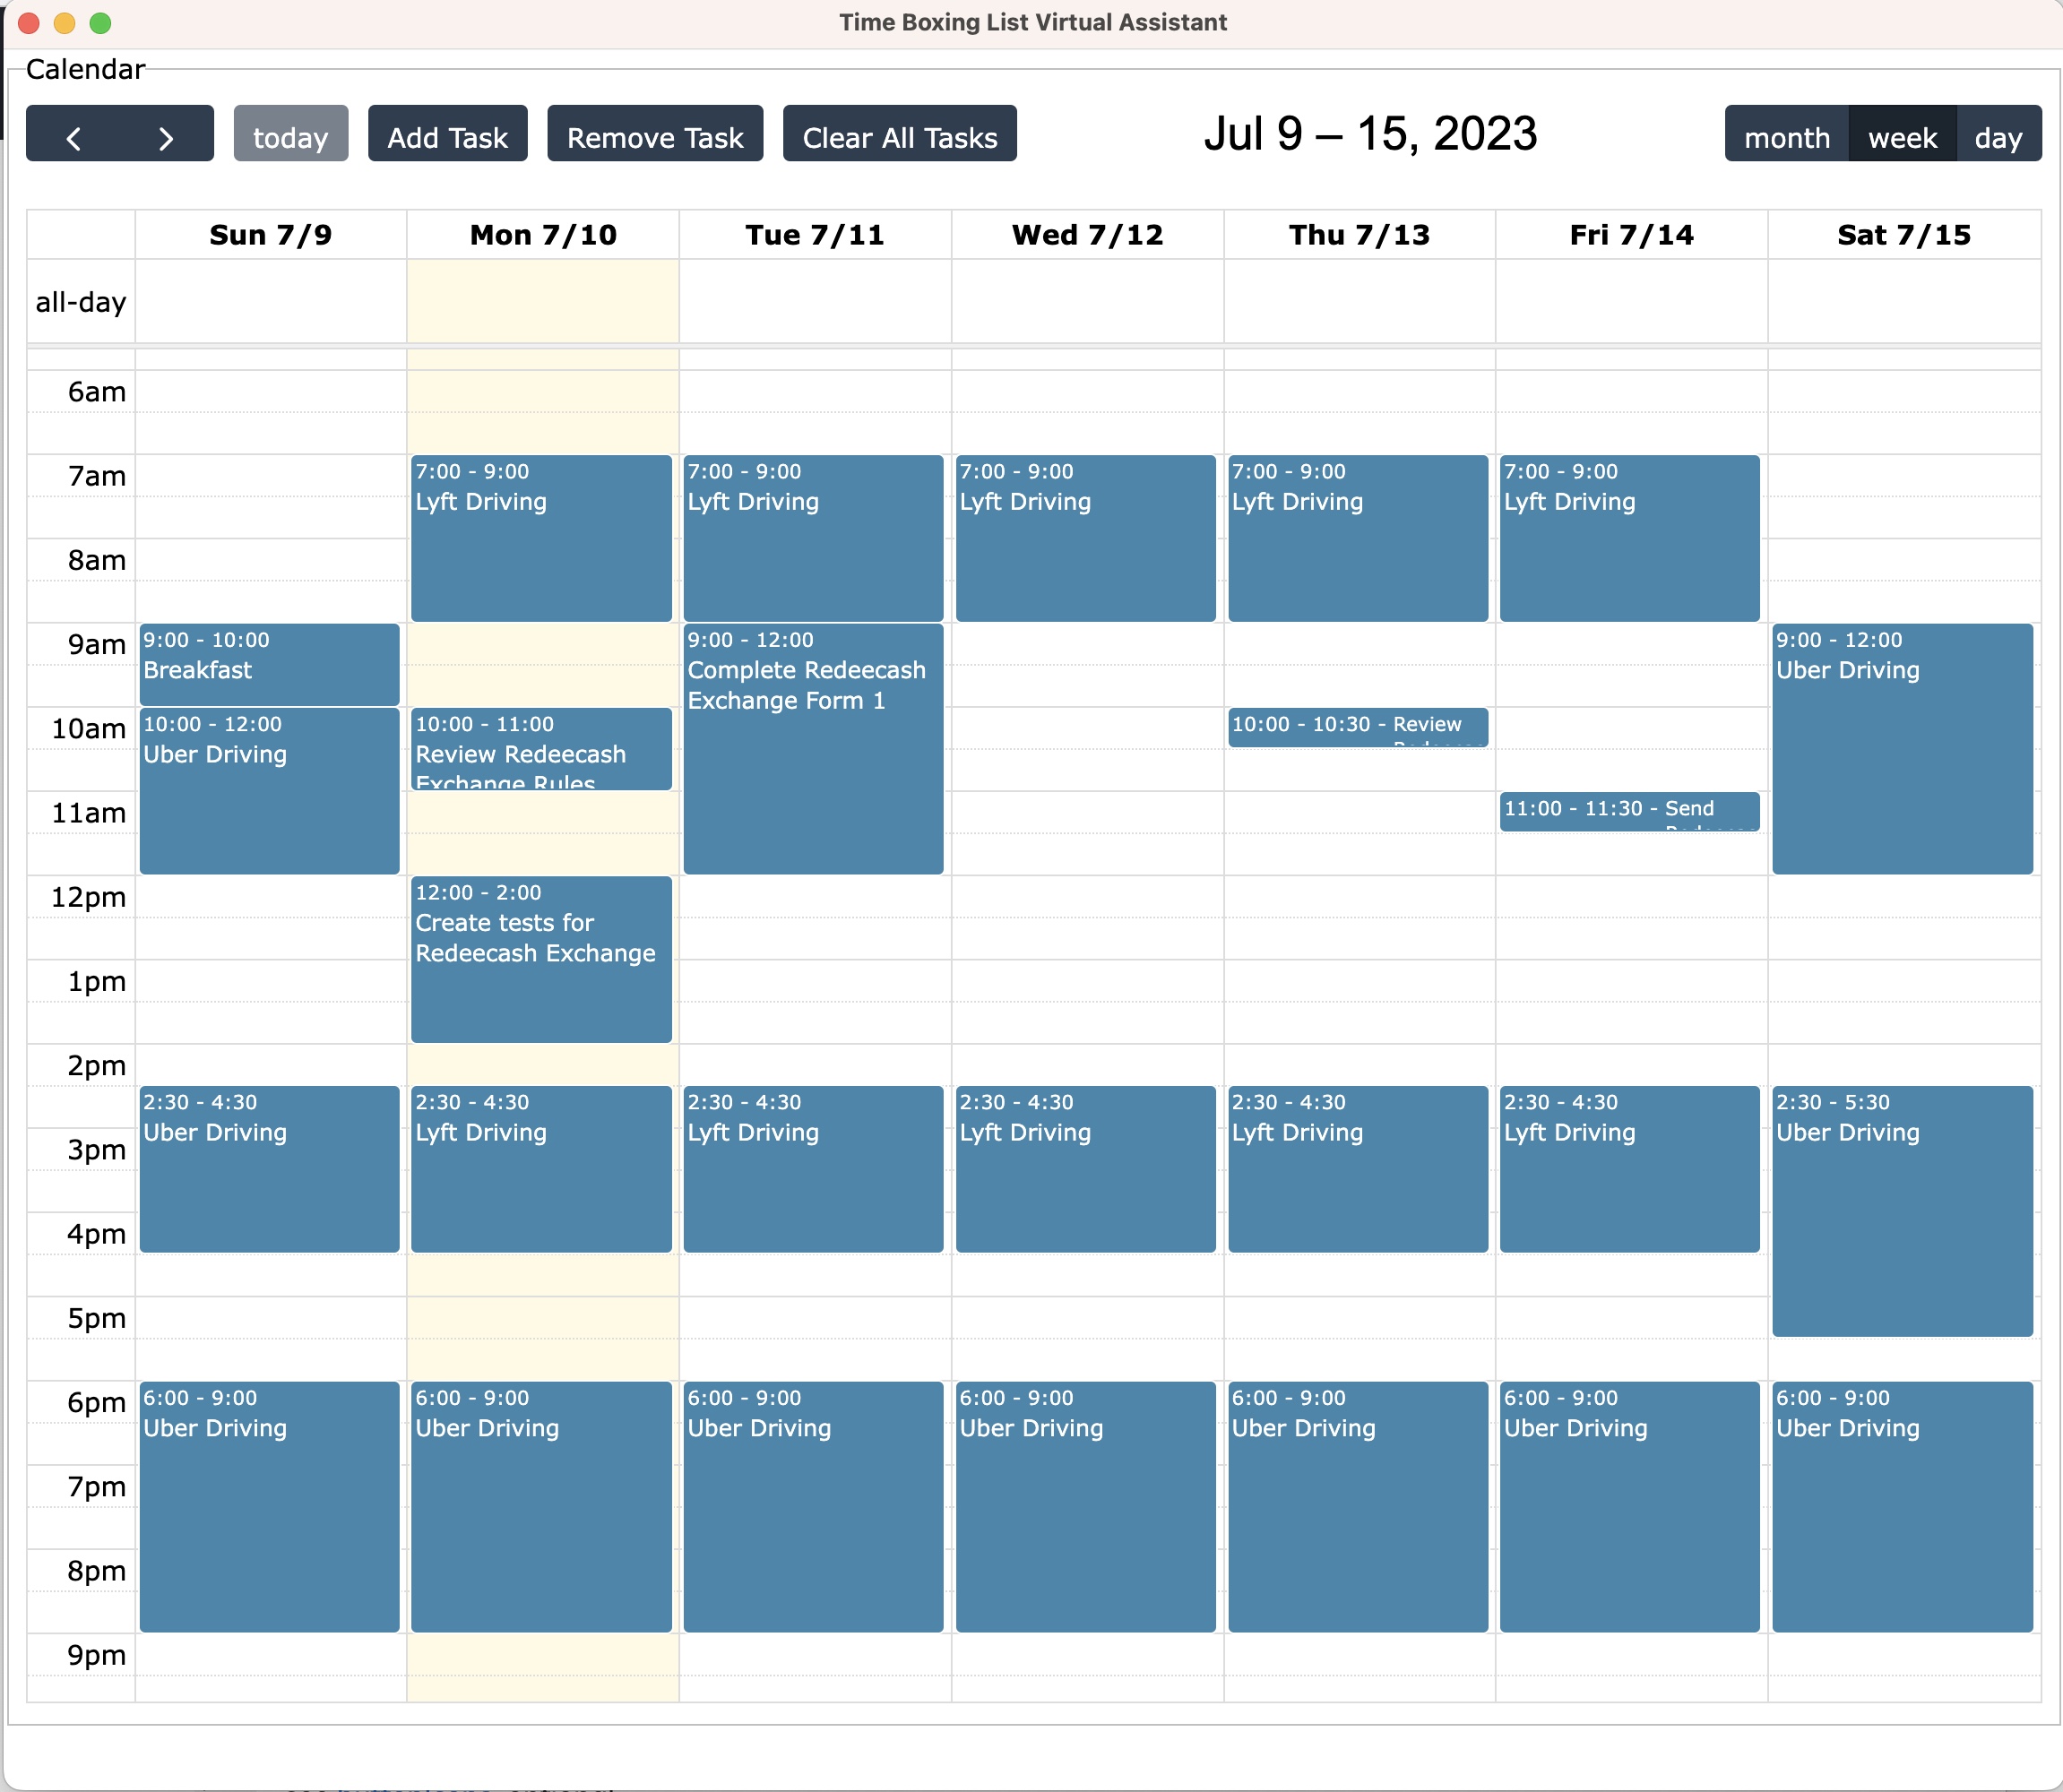 Time Boxing List Virtual Assistant
Calendar
today
Add Task
Remove Task
Clear All Tasks
Jul 9 – 15, 2023
month
week
day
Sun 7/9
Mon 7/10
Tue 7/11
Wed 7/12
Thu 7/13
Fri 7/14
Sat 7/15
all-day
6am
7am
8am
9am
10am
11am
12pm
1pm
2pm
3pm
4pm
5pm
6pm
7pm
8pm
9pm
9:00 - 10:00
Breakfast
10:00 - 12:00
Uber Driving
2:30 - 4:30
Uber Driving
6:00 - 9:00
Uber Driving
7:00 - 9:00
Lyft Driving
10:00 - 11:00
Review Redeecash
Exchange Rules
12:00 - 2:00
Create tests for
Redeecash Exchange
2:30 - 4:30
Lyft Driving
6:00 - 9:00
Uber Driving
7:00 - 9:00
Lyft Driving
9:00 - 12:00
Complete Redeecash
Exchange Form 1
2:30 - 4:30
Lyft Driving
6:00 - 9:00
Uber Driving
7:00 - 9:00
Lyft Driving
2:30 - 4:30
Lyft Driving
6:00 - 9:00
Uber Driving
7:00 - 9:00
Lyft Driving
10:00 - 10:30 - Review
2:30 - 4:30
Lyft Driving
6:00 - 9:00
Uber Driving
7:00 - 9:00
Lyft Driving
11:00 - 11:30 - Send
2:30 - 4:30
Lyft Driving
6:00 - 9:00
Uber Driving
9:00 - 12:00
Uber Driving
2:30 - 5:30
Uber Driving
6:00 - 9:00
Uber Driving